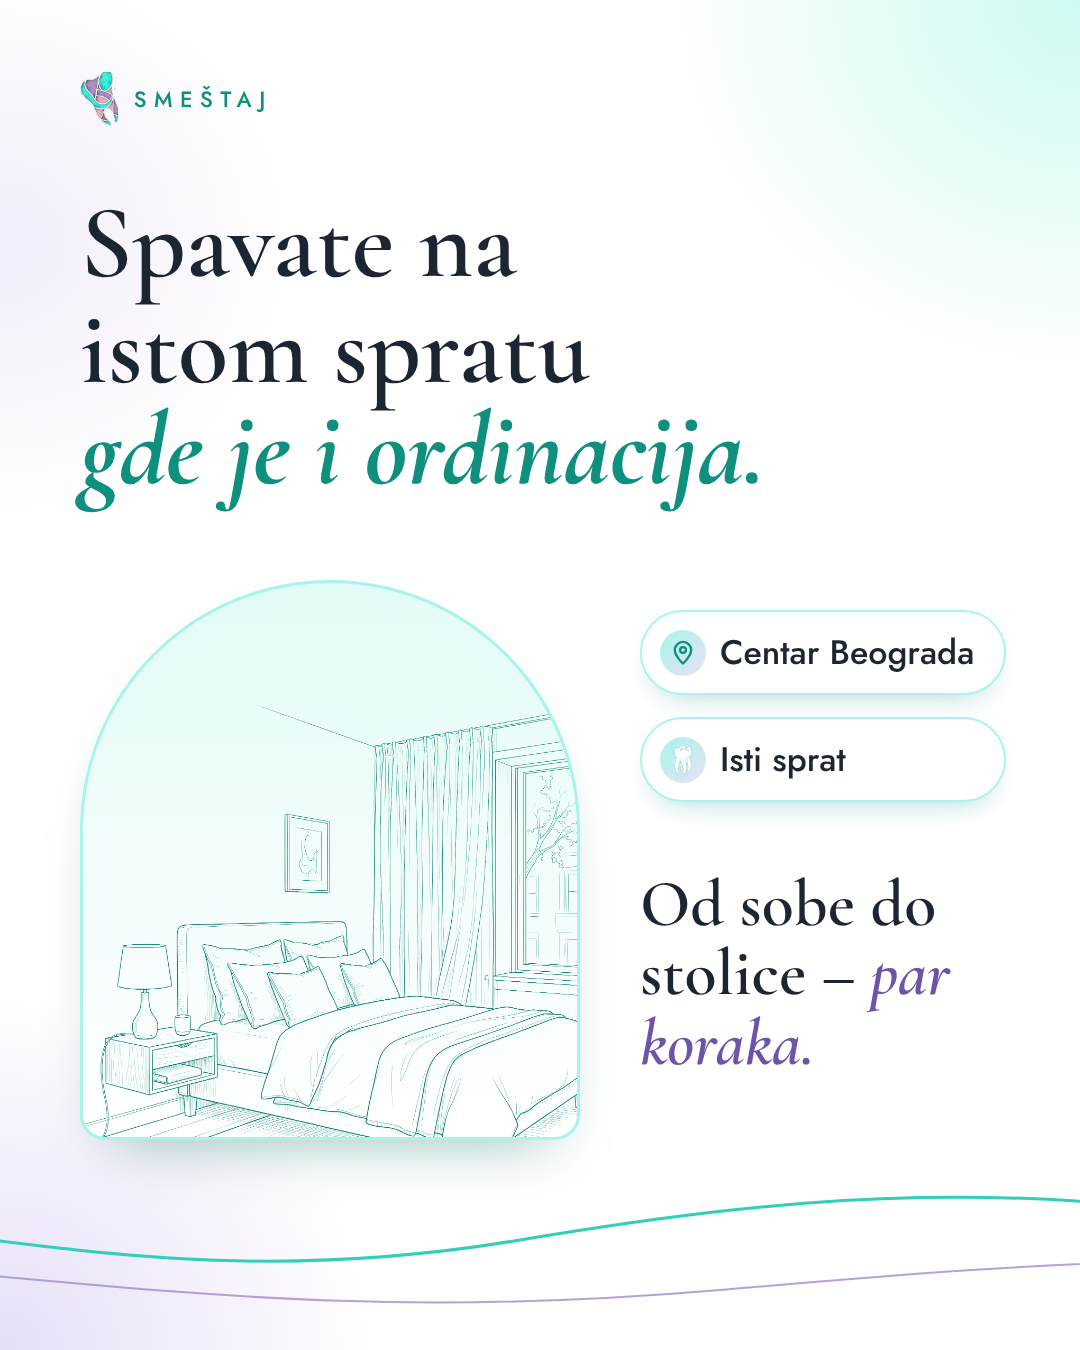 SMEŠTAJ
Spavate na
istom spratu
gde je i ordinacija.
Centar Beograda
Isti sprat
Od sobe do
stolice – par
koraka.